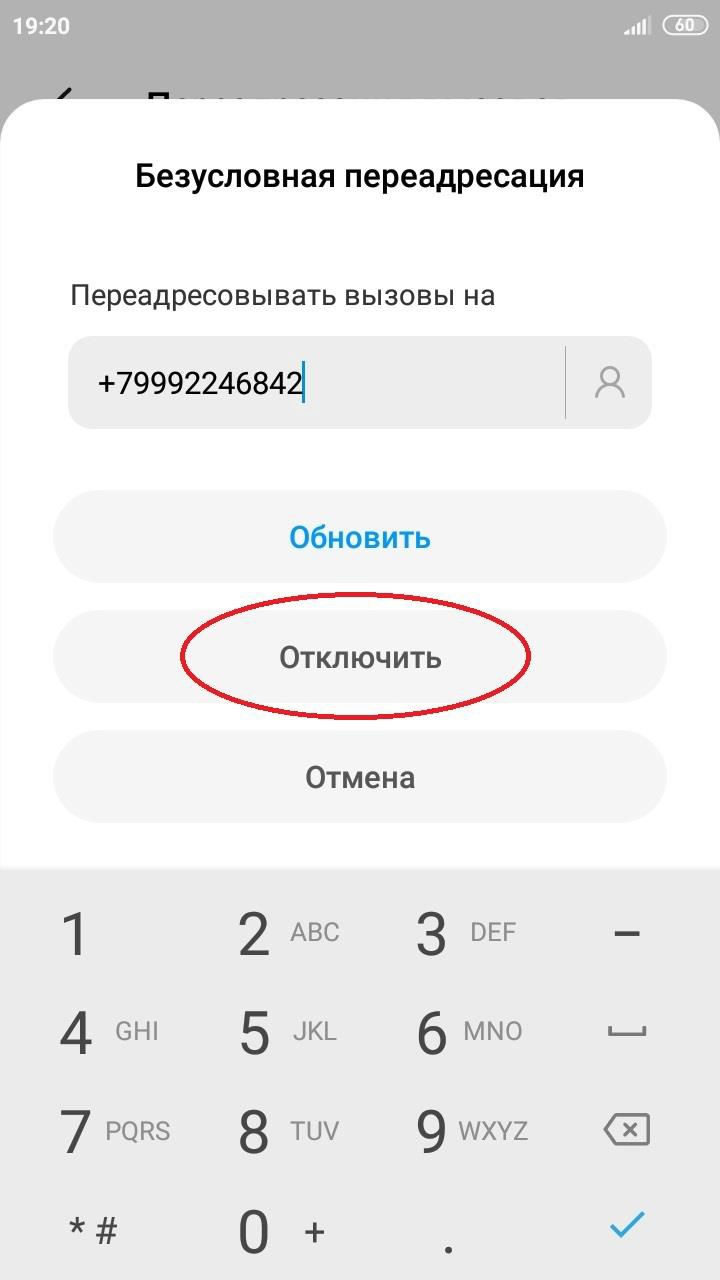 19:20
60
Безусловная переадресация
Переадресовывать вызовы на
+79992246842
Обновить
Отключить
Отмена
1 2 ABC 3 DEF –
4 GHI 5 JKL 6 MNO
7 PQRS 8 TUV 9 WXYZ
* # 0 + .